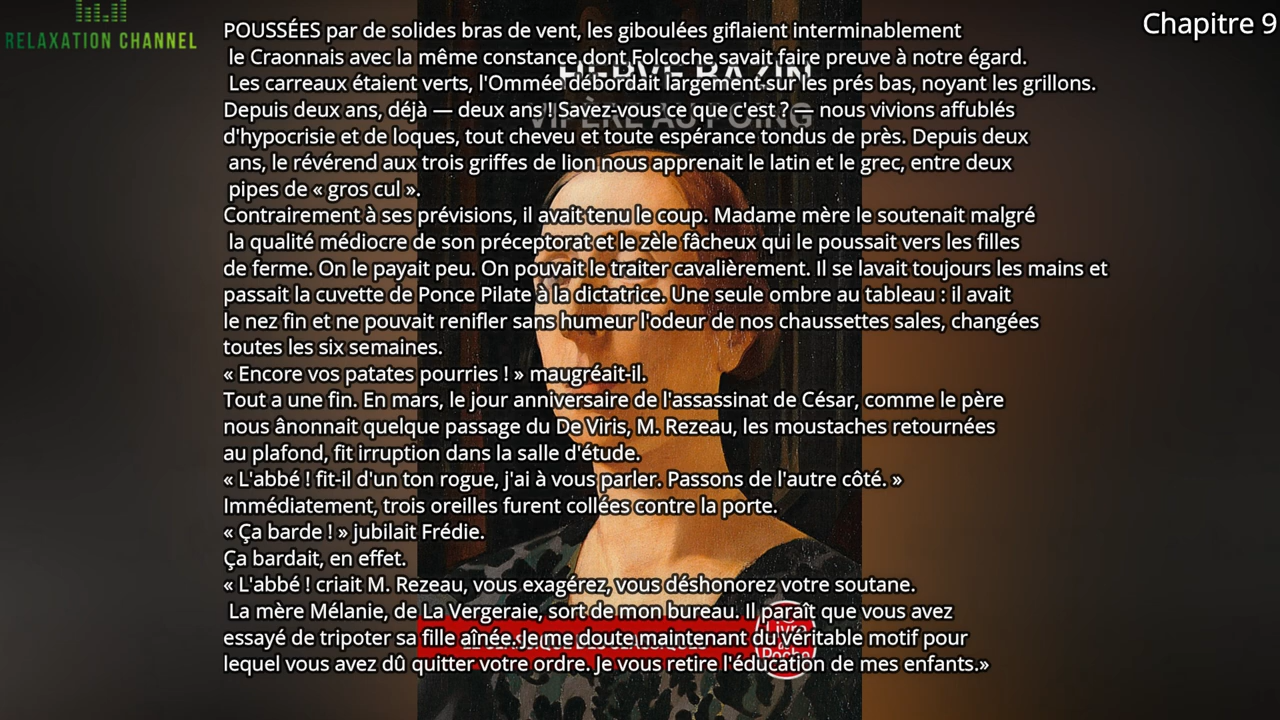 RELAXATION CHANNEL
Chapitre 9
POUSSÉES par de solides bras de vent, les giboulées giflaient interminablement
le Craonnais avec la même constance dont Folcoche savait faire preuve à notre égard.
Les carreaux étaient verts, l'Ommée débordait largement sur les prés bas, noyant les grillons.
Depuis deux ans, déjà — deux ans ! Savez-vous ce que c'est ? — nous vivions affublés
d'hypocrisie et de loques, tout cheveu et toute espérance tondus de près. Depuis deux
ans, le révérend aux trois griffes de lion nous apprenait le latin et le grec, entre deux
pipes de « gros cul ».
Contrairement à ses prévisions, il avait tenu le coup. Madame mère le soutenait malgré
la qualité médiocre de son préceptorat et le zèle fâcheux qui le poussait vers les filles
de ferme. On le payait peu. On pouvait le traiter cavalièrement. Il se lavait toujours les mains et
passait la cuvette de Ponce Pilate à la dictatrice. Une seule ombre au tableau : il avait
le nez fin et ne pouvait renifler sans humeur l'odeur de nos chaussettes sales, changées
toutes les six semaines.
« Encore vos patates pourries ! » maugréait-il.
Tout a une fin. En mars, le jour anniversaire de l'assassinat de César, comme le père
nous ânonnait quelque passage du De Viris, M. Rezeau, les moustaches retournées
au plafond, fit irruption dans la salle d'étude.
« L'abbé ! fit-il d'un ton rogue, j'ai à vous parler. Passons de l'autre côté. »
Immédiatement, trois oreilles furent collées contre la porte.
« Ça barde ! » jubilait Frédie.
Ça bardait, en effet.
« L'abbé ! criait M. Rezeau, vous exagérez, vous déshonorez votre soutane.
La mère Mélanie, de La Vergeraie, sort de mon bureau. Il paraît que vous avez
essayé de tripoter sa fille aînée. Je me doute maintenant du véritable motif pour
lequel vous avez dû quitter votre ordre. Je vous retire l'éducation de mes enfants.»
HERVÉ BAZIN
VIPÈRE AU POING
Le Livre de Poche